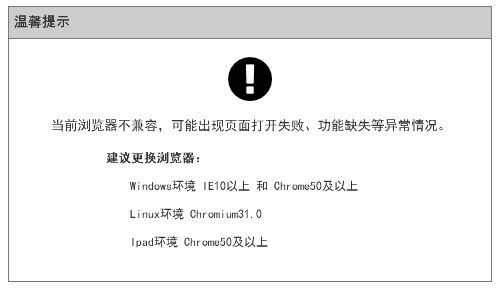 温馨提示
当前浏览器不兼容，可能出现页面打开失败、功能缺失等异常情况。
建议更换浏览器：
Windows环境 IE10以上 和 Chrome50及以上
Linux环境 Chromium31.0
Ipad环境 Chrome50及以上